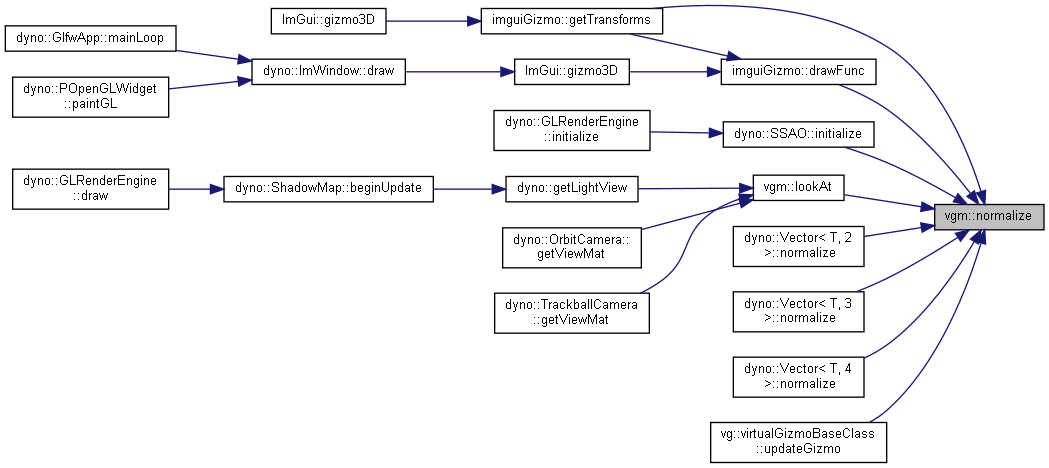 ImGui::gizmo3D
imguiGizmo::getTransforms
dyno::GlfwApp::mainLoop
dyno::ImWindow::draw
ImGui::gizmo3D
imguiGizmo::drawFunc
dyno::POpenGLWidget
::paintGL
dyno::GLRenderEngine
::initialize
dyno::SSAO::initialize
dyno::GLRenderEngine
::draw
dyno::ShadowMap::beginUpdate
dyno::getLightView
vgm::lookAt
vgm::normalize
dyno::OrbitCamera::
getViewMat
dyno::Vector< T, 2
>::normalize
dyno::TrackballCamera
::getViewMat
dyno::Vector< T, 3
>::normalize
dyno::Vector< T, 4
>::normalize
vg::virtualGizmoBaseClass
::updateGizmo